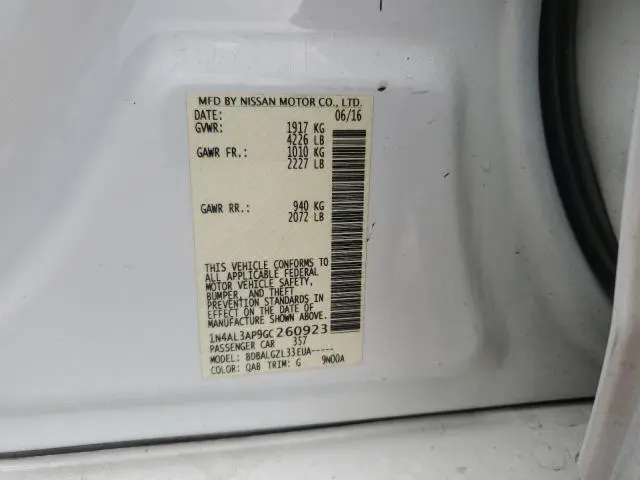 MFD BY NISSAN MOTOR CO., LTD.
DATE: 06/16
GVWR: 1917 KG
4226 LB
GAWR FR.: 1010 KG
2227 LB
GAWR RR.: 940 KG
2072 LB
THIS VEHICLE CONFORMS TO
ALL APPLICABLE FEDERAL
MOTOR VEHICLE SAFETY,
BUMPER, AND THEFT
PREVENTION STANDARDS IN
EFFECT ON THE DATE OF
MANUFACTURE SHOWN ABOVE.
1N4AL3AP9GC260923
PASSENGER CAR 357
MODEL: BDBALGZL33EUA-----
COLOR: QAB TRIM: G 9N00A